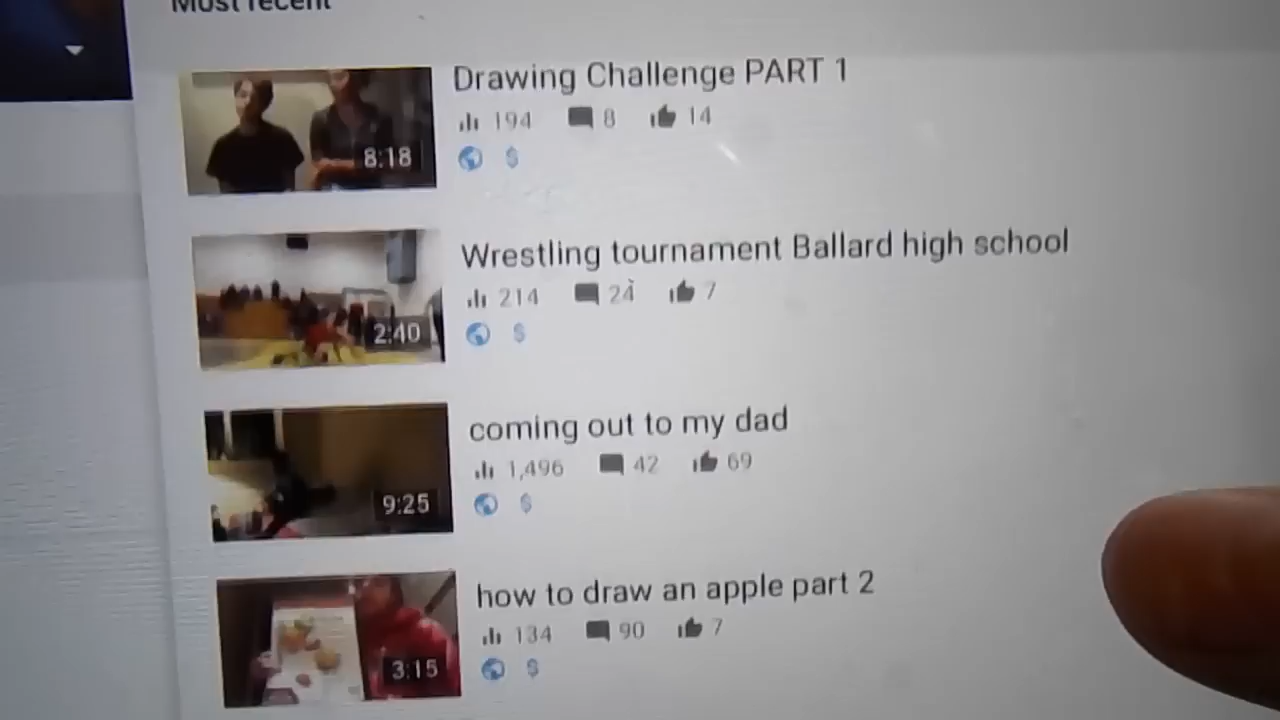 Most recent
Drawing Challenge PART 1
194 8 14
8:18
$
Wrestling tournament Ballard high school
214 24 7
2:40
$
coming out to my dad
1,496 42 69
9:25
$
how to draw an apple part 2
134 90 7
3:15
$